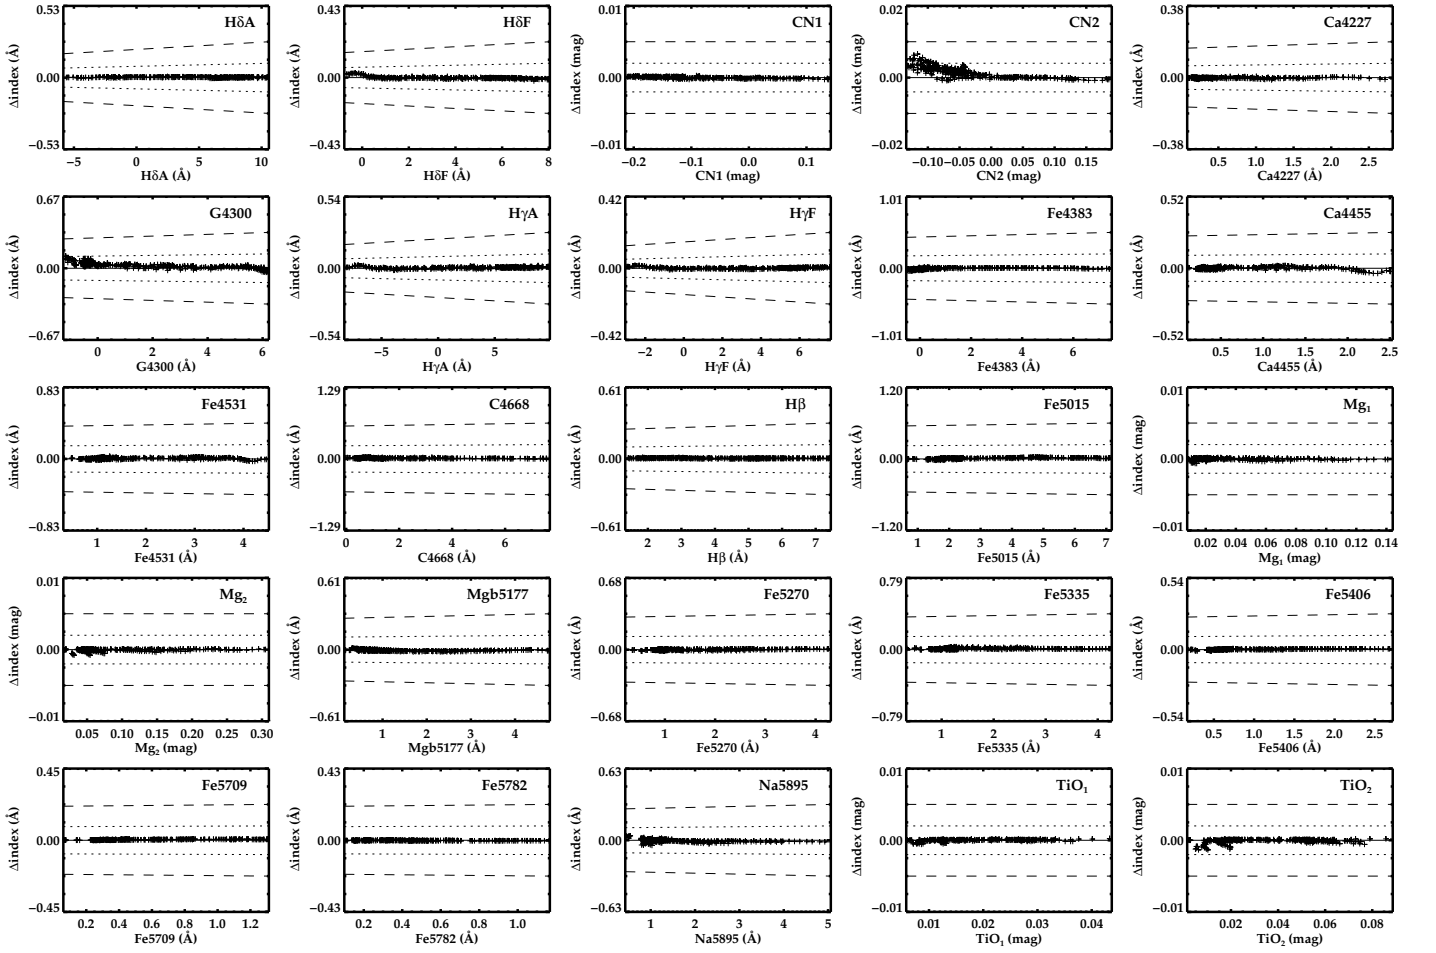 0.53
HδA
0.00
−0.53
Δindex (Å)
−5 0 5 10
HδA (Å)
0.43
HδF
0.00
−0.43
Δindex (Å)
0 2 4 6 8
HδF (Å)
0.01
CN1
0.00
−0.01
Δindex (mag)
−0.2 −0.1 0.0 0.1
CN1 (mag)
0.02
CN2
0.00
−0.02
Δindex (mag)
−0.10 −0.05 0.00 0.05 0.10 0.15
CN2 (mag)
0.38
Ca4227
0.00
−0.38
Δindex (Å)
0.5 1.0 1.5 2.0 2.5
Ca4227 (Å)
0.67
G4300
0.00
−0.67
Δindex (Å)
0 2 4 6
G4300 (Å)
0.54
HγA
0.00
−0.54
Δindex (Å)
−5 0 5
HγA (Å)
0.42
HγF
0.00
−0.42
Δindex (Å)
−2 0 2 4 6
HγF (Å)
1.01
Fe4383
0.00
−1.01
Δindex (Å)
0 2 4 6
Fe4383 (Å)
0.52
Ca4455
0.00
−0.52
Δindex (Å)
0.5 1.0 1.5 2.0 2.5
Ca4455 (Å)
0.83
Fe4531
0.00
−0.83
Δindex (Å)
1 2 3 4
Fe4531 (Å)
1.29
C4668
0.00
−1.29
Δindex (Å)
0 2 4 6
C4668 (Å)
0.61
Hβ
0.00
−0.61
Δindex (Å)
2 3 4 5 6 7
Hβ (Å)
1.20
Fe5015
0.00
−1.20
Δindex (Å)
1 2 3 4 5 6 7
Fe5015 (Å)
0.01
Mg₁
0.00
−0.01
Δindex (mag)
0.02 0.04 0.06 0.08 0.10 0.12 0.14
Mg₁ (mag)
0.01
Mg₂
0.00
−0.01
Δindex (mag)
0.05 0.10 0.15 0.20 0.25 0.30
Mg₂ (mag)
0.61
Mgb5177
0.00
−0.61
Δindex (Å)
1 2 3 4
Mgb5177 (Å)
0.68
Fe5270
0.00
−0.68
Δindex (Å)
1 2 3 4
Fe5270 (Å)
0.79
Fe5335
0.00
−0.79
Δindex (Å)
1 2 3 4
Fe5335 (Å)
0.54
Fe5406
0.00
−0.54
Δindex (Å)
0.5 1.0 1.5 2.0 2.5
Fe5406 (Å)
0.45
Fe5709
0.00
−0.45
Δindex (Å)
0.2 0.4 0.6 0.8 1.0 1.2
Fe5709 (Å)
0.43
Fe5782
0.00
−0.43
Δindex (Å)
0.2 0.4 0.6 0.8 1.0
Fe5782 (Å)
0.63
Na5895
0.00
−0.63
Δindex (Å)
1 2 3 4 5
Na5895 (Å)
0.01
TiO₁
0.00
−0.01
Δindex (mag)
0.01 0.02 0.03 0.04
TiO₁ (mag)
0.01
TiO₂
0.00
−0.01
Δindex (mag)
0.02 0.04 0.06 0.08
TiO₂ (mag)